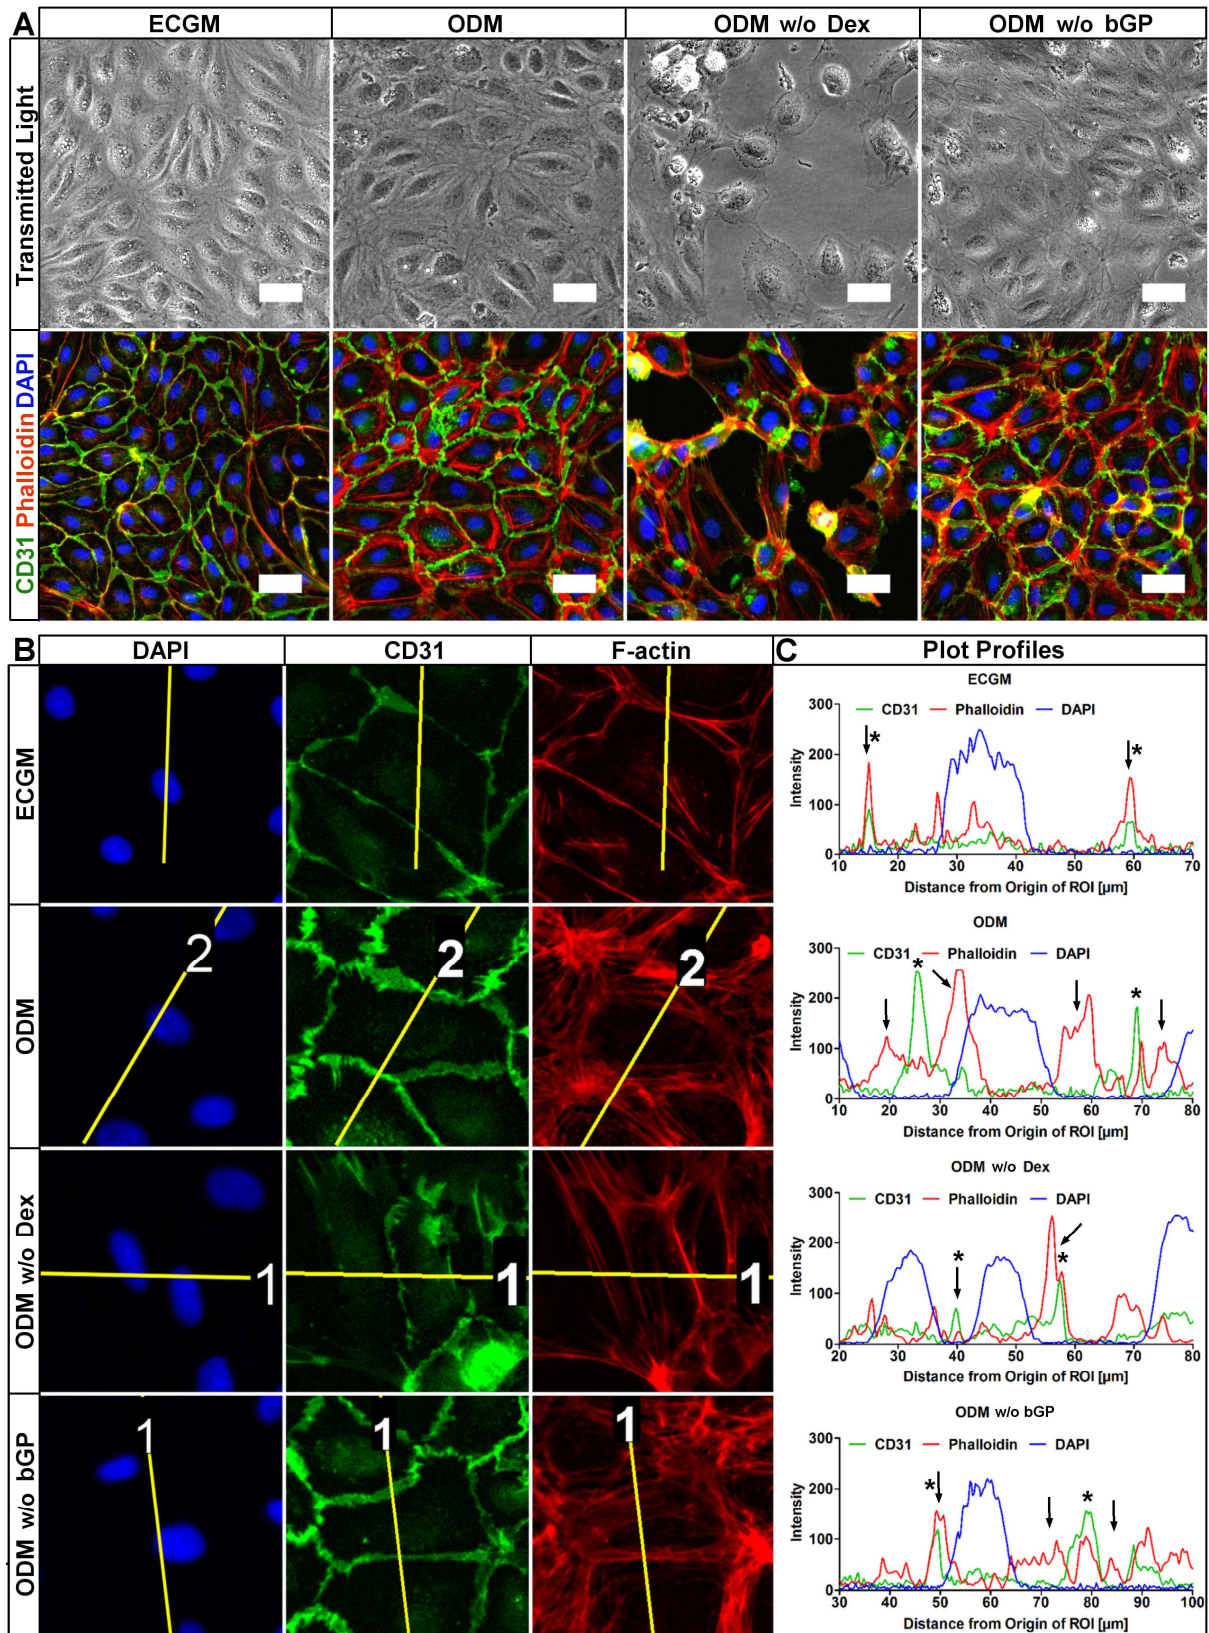 A
ECGM
ODM
ODM w/o Dex
ODM w/o bGP
Transmitted Light
CD31 Phalloidin DAPI
B
DAPI
CD31
F-actin
C
Plot Profiles
ECGM
ECGM
300
200
100
0
Intensity
CD31
Phalloidin
DAPI
*
*
10 20 30 40 50 60 70
Distance from Origin of ROI [µm]
ODM
2
2
2
ODM
300
200
100
0
Intensity
CD31
Phalloidin
DAPI
*
*
10 20 30 40 50 60 70 80
Distance from Origin of ROI [µm]
ODM w/o Dex
1
1
1
ODM w/o Dex
300
200
100
0
Intensity
CD31
Phalloidin
DAPI
*
*
20 30 40 50 60 70 80
Distance from Origin of ROI [µm]
ODM w/o bGP
1
1
1
ODM w/o bGP
300
200
100
0
Intensity
CD31
Phalloidin
DAPI
*
*
30 40 50 60 70 80 90 100
Distance from Origin of ROI [µm]